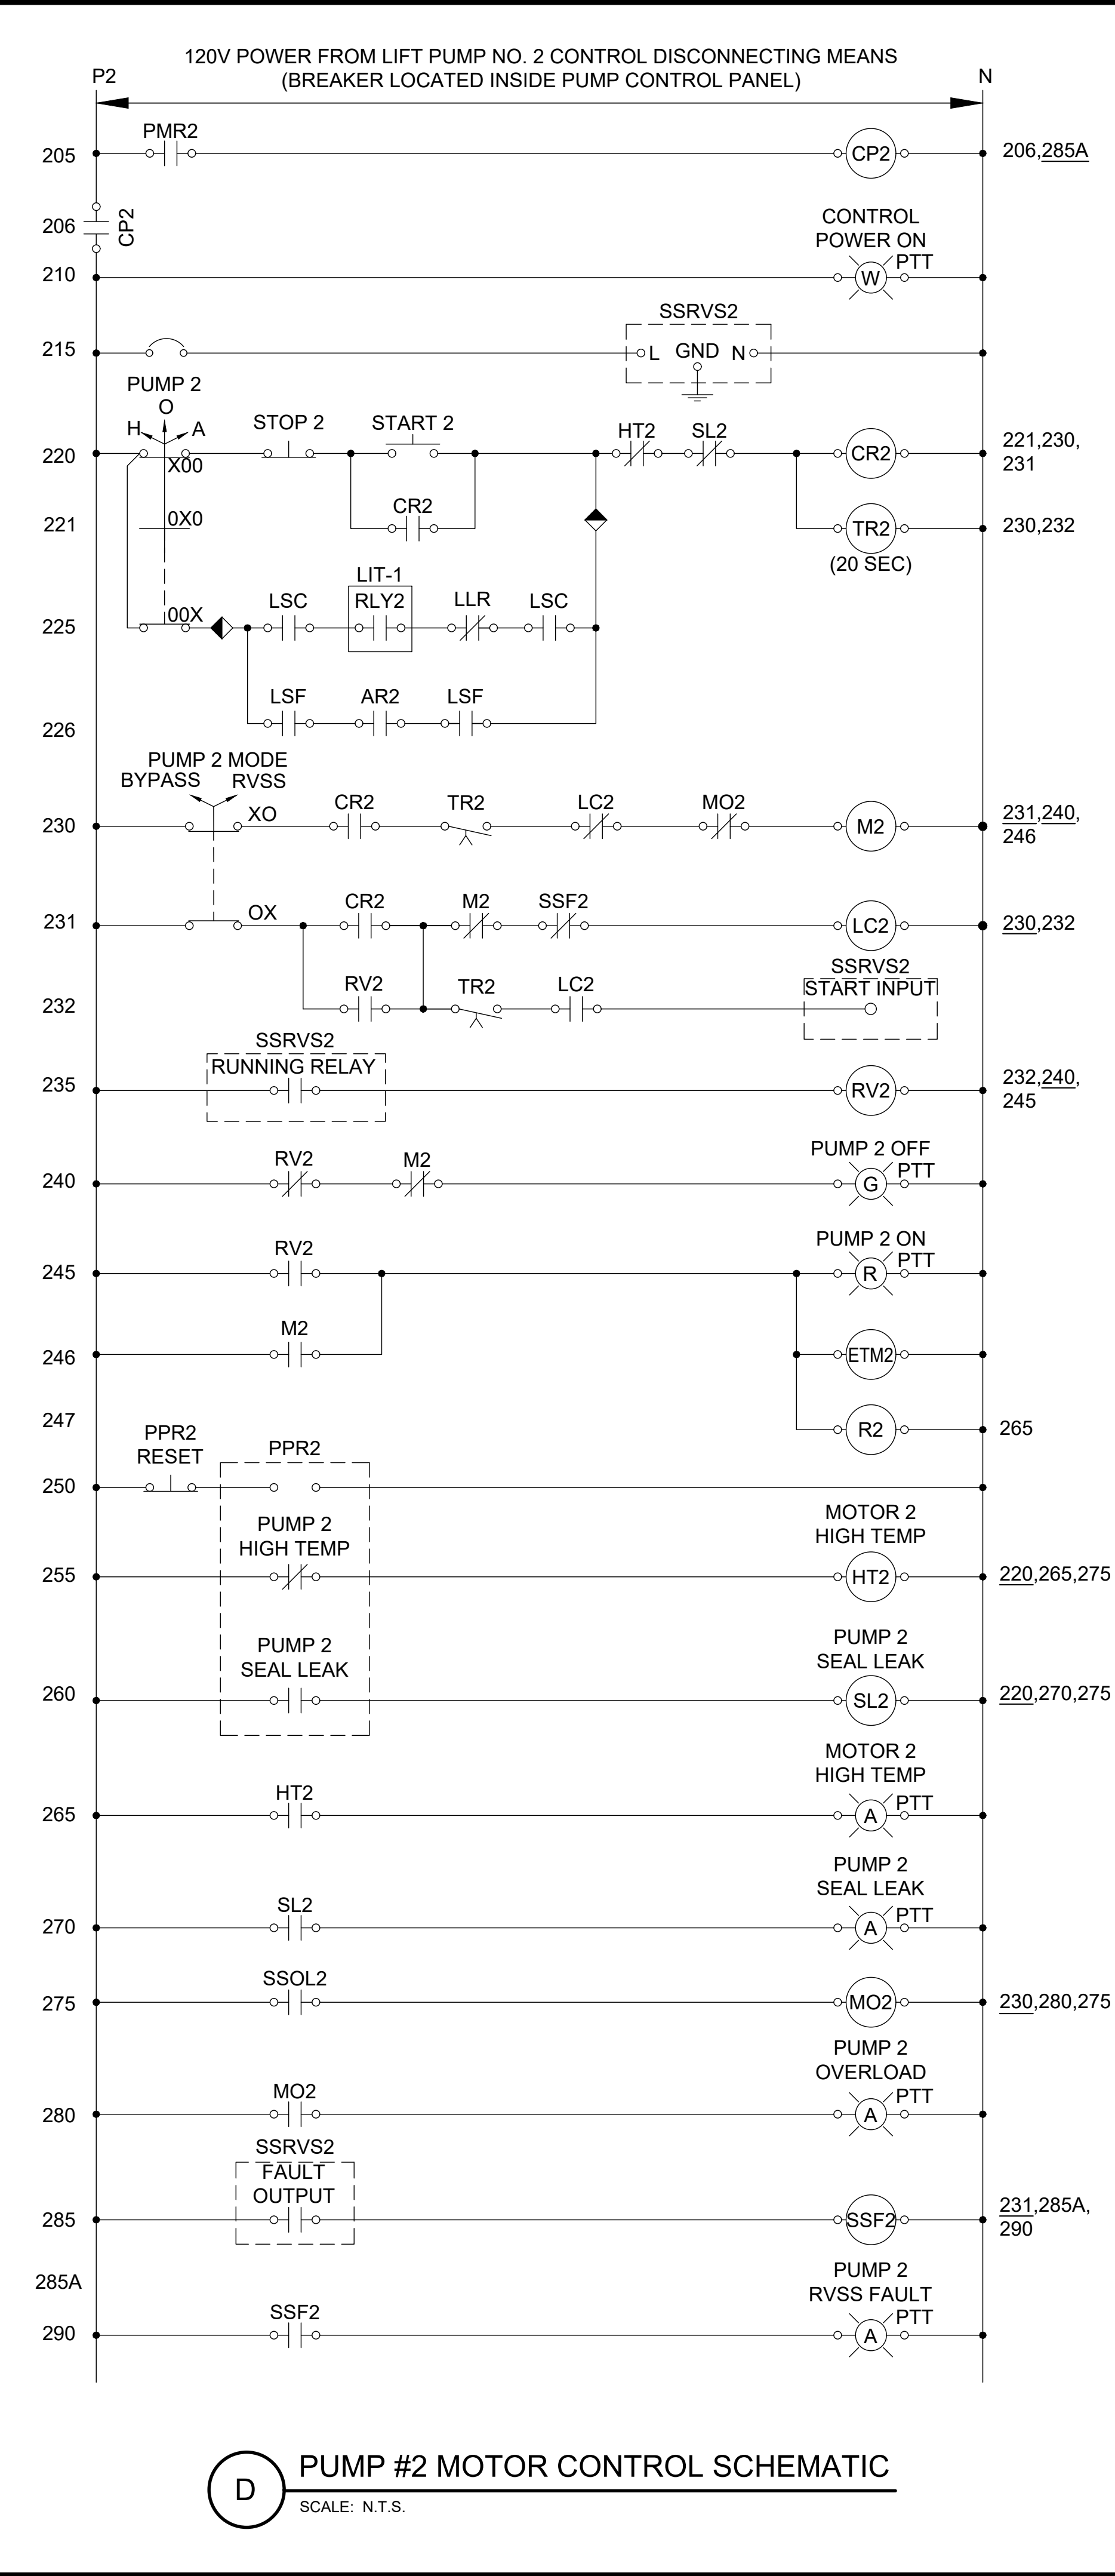 120V POWER FROM LIFT PUMP NO. 2 CONTROL DISCONNECTING MEANS
P2 (BREAKER LOCATED INSIDE PUMP CONTROL PANEL) N
PMR2
205 CP2 206,285A
206 CP2
CONTROL
POWER ON
PTT
210 W
SSRVS2
215 L GND N
PUMP 2
O
H A STOP 2 START 2 HT2 SL2
220 X00 CR2 221,230,
231
CR2
221 0X0 TR2 230,232
(20 SEC)
LIT-1
LSC RLY2 LLR LSC
225 00X
LSF AR2 LSF
226
PUMP 2 MODE
BYPASS RVSS
XO CR2 TR2 LC2 MO2
230 M2 231,240,
246
OX CR2 M2 SSF2
231 LC2 230,232
SSRVS2
RV2 TR2 LC2 START INPUT
232
SSRVS2
RUNNING RELAY
235 RV2 232,240,
245
PUMP 2 OFF
RV2 M2 PTT
240 G
PUMP 2 ON
RV2 PTT
245 R
M2
246 ETM2
247 R2 265
PPR2
RESET PPR2
250
PUMP 2 MOTOR 2
HIGH TEMP HIGH TEMP
255 HT2 220,265,275
PUMP 2 PUMP 2
SEAL LEAK SEAL LEAK
260 SL2 220,270,275
MOTOR 2
HIGH TEMP
HT2 PTT
265 A
PUMP 2
SEAL LEAK
SL2 PTT
270 A
SSOL2
275 MO2 230,280,275
PUMP 2
OVERLOAD
MO2 PTT
280 A
SSRVS2
FAULT
OUTPUT
285 SSF2 231,285A,
290
285A PUMP 2
RVSS FAULT
SSF2 PTT
290 A
D PUMP #2 MOTOR CONTROL SCHEMATIC
SCALE: N.T.S.